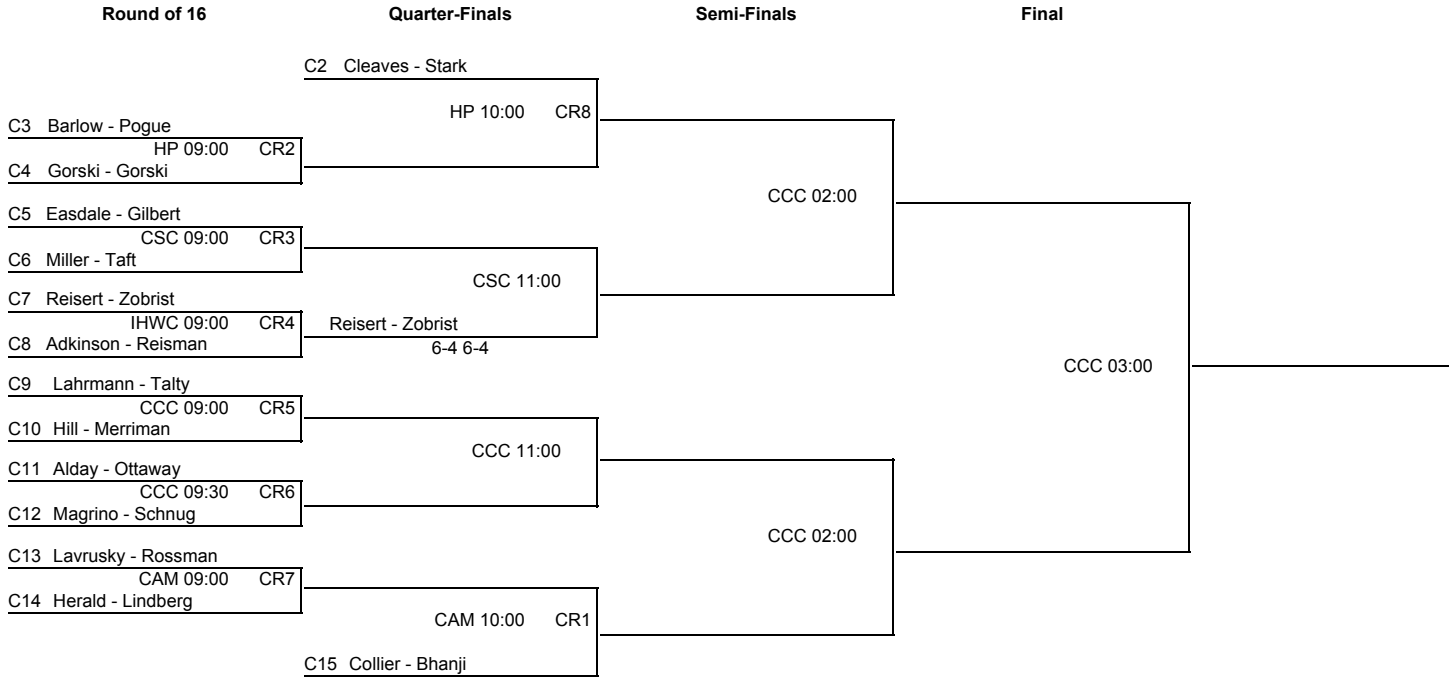 Round of 16 Quarter-Finals Semi-Finals Final
C2 Cleaves - Stark
HP 10:00 CR8
C3 Barlow - Pogue
HP 09:00 CR2
C4 Gorski - Gorski
CCC 02:00
C5 Easdale - Gilbert
CSC 09:00 CR3
C6 Miller - Taft
CSC 11:00
C7 Reisert - Zobrist
IHWC 09:00 CR4
Reisert - Zobrist
C8 Adkinson - Reisman
6-4 6-4
CCC 03:00
C9 Lahrmann - Talty
CCC 09:00 CR5
C10 Hill - Merriman
CCC 11:00
C11 Alday - Ottaway
CCC 09:30 CR6
C12 Magrino - Schnug
CCC 02:00
C13 Lavrusky - Rossman
CAM 09:00 CR7
C14 Herald - Lindberg
CAM 10:00 CR1
C15 Collier - Bhanji